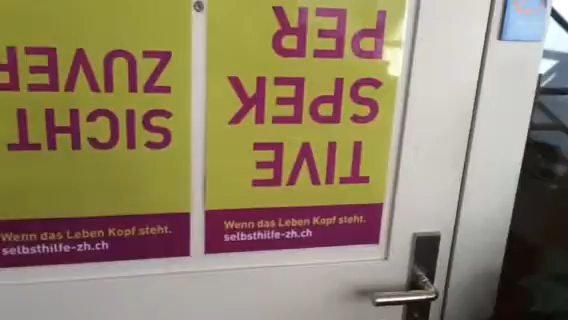 ZUVER
SICHT
Wenn das Leben Kopf steht.
selbsthilfe-zh.ch
PER
SPEK
TIVE
Wenn das Leben Kopf steht.
selbsthilfe-zh.ch